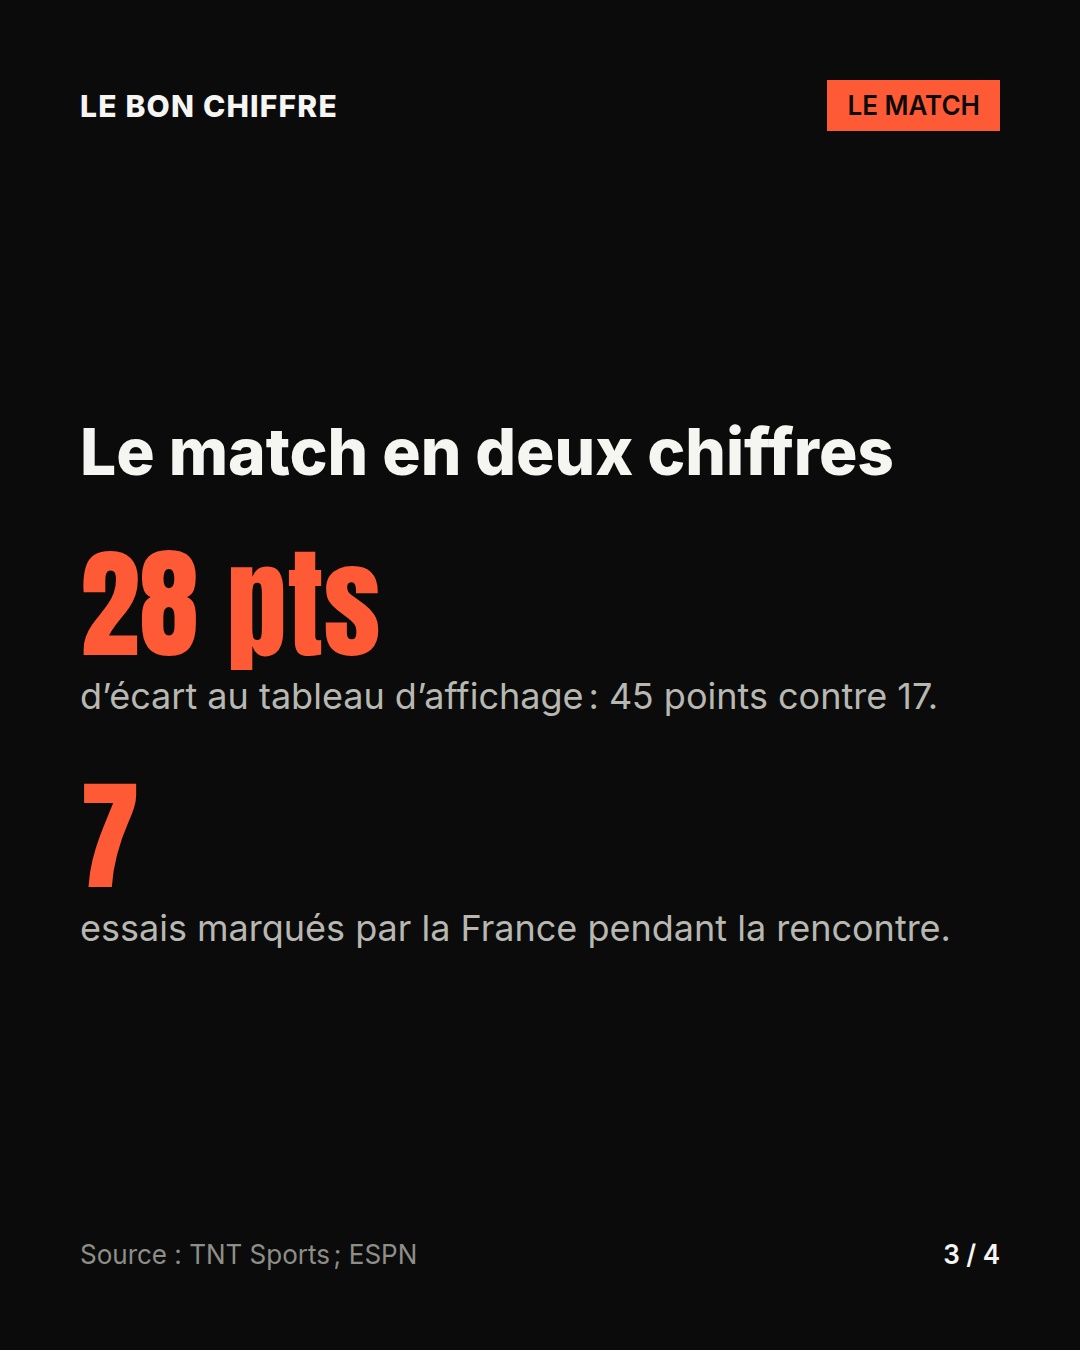 LE BON CHIFFRE
LE MATCH
Le match en deux chiffres
28 pts
d’écart au tableau d’affichage : 45 points contre 17.
7
essais marqués par la France pendant la rencontre.
Source : TNT Sports ; ESPN
3 / 4